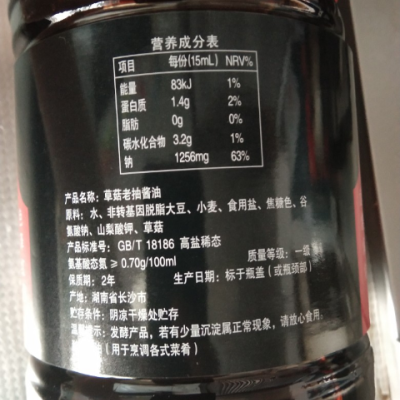 营养成分表
项目 每份(15mL) NRV%
能量 83kJ 1%
蛋白质 1.4g 2%
脂肪 0g 0%
碳水化合物 3.2g 1%
钠 1256mg 63%
产品名称：草菇老抽酱油
原料：水、非转基因脱脂大豆、小麦、食用盐、焦糖色、谷
氨酸钠、山梨酸钾、草菇
产品标准号：GB/T 18186 高盐稀态
质量等级：一级
氨基酸态氮≥0.70g/100ml
保质期：2年 生产日期：标于瓶盖（或瓶颈部）
产地：湖南省长沙市
贮存条件：阴凉干燥处贮存
提示：发酵产品，若有少量沉淀属正常现象，请放心食用。
（用于烹调各式菜肴）